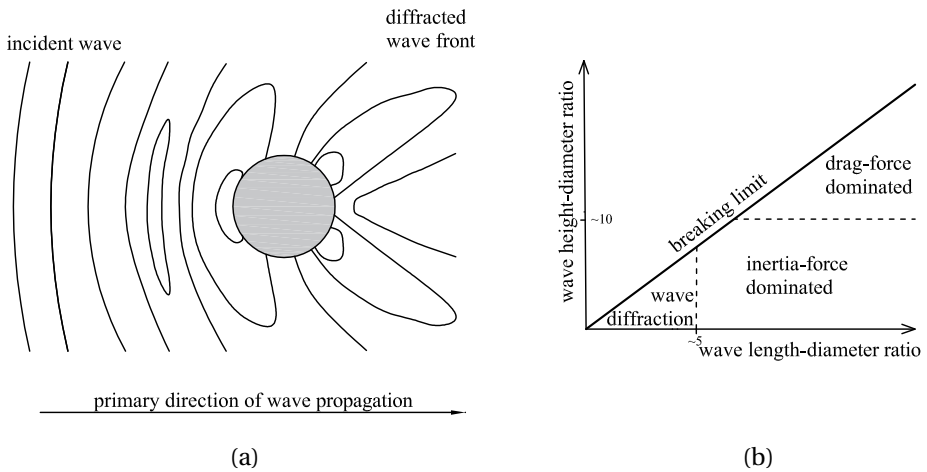 incident wave
diffracted
wave front
primary direction of wave propagation
(a)
wave height-diameter ratio
~10
breaking limit
drag-force
dominated
inertia-force
dominated
wave
diffraction
~5
wave length-diameter ratio
(b)